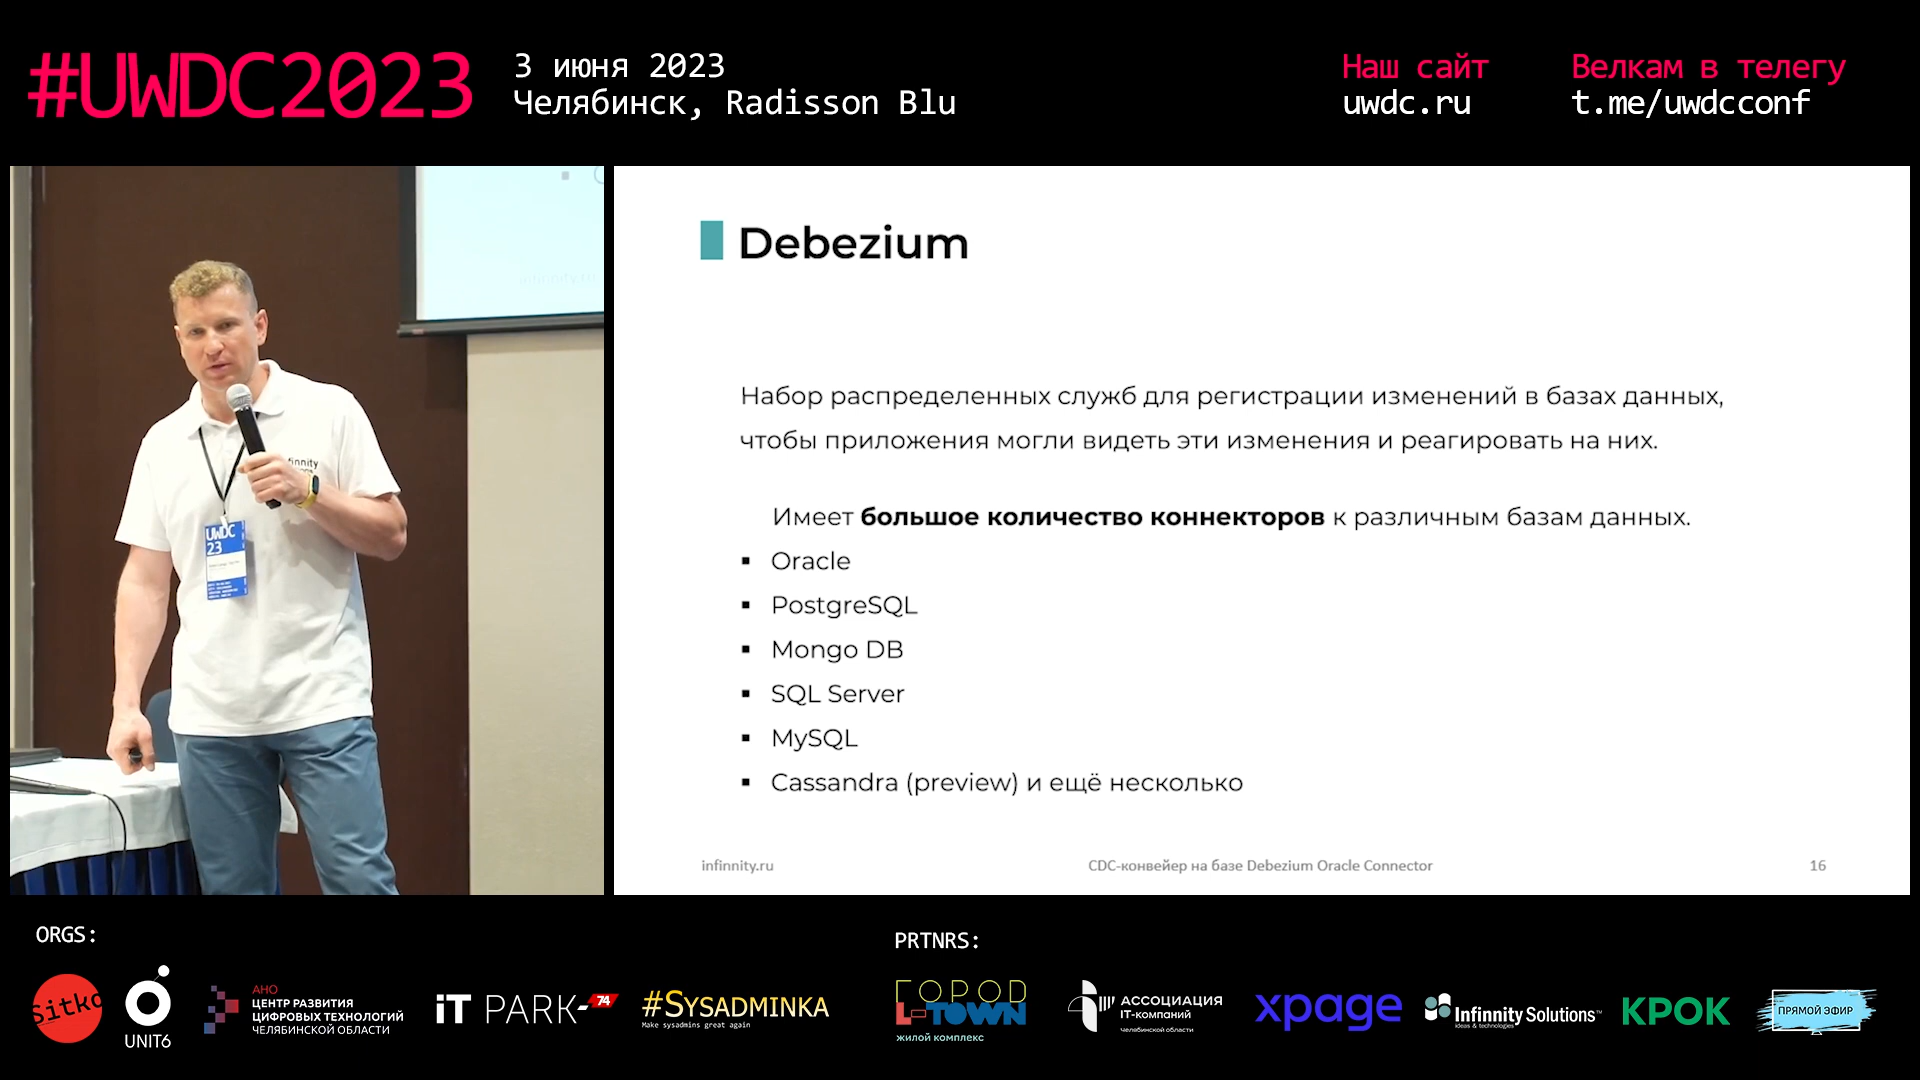 #UWDC2023
3 июня 2023
Челябинск, Radisson Blu
Наш сайт
uwdc.ru
Велкам в телегу
t.me/uwdcconf
UWDC
23
Debezium
Набор распределенных служб для регистрации изменений в базах данных,
чтобы приложения могли видеть эти изменения и реагировать на них.
Имеет большое количество коннекторов к различным базам данных.
▪ Oracle
▪ PostgreSQL
▪ Mongo DB
▪ SQL Server
▪ MySQL
▪ Cassandra (preview) и ещё несколько
infinnity.ru
CDC-конвейер на базе Debezium Oracle Connector
16
ORGS:
Sitko
UNIT6
АНО
ЦЕНТР РАЗВИТИЯ
ЦИФРОВЫХ ТЕХНОЛОГИЙ
ЧЕЛЯБИНСКОЙ ОБЛАСТИ
iT PARK-74
#SYSADMINKA
Make sysadmins great again
PRTNRS:
ГОРОД
L-TOWN
жилой комплекс
АССОЦИАЦИЯ
IT-компаний
челябинской области
xpage
Infinnity Solutions™
ideas & technologies
КРОК
ПРЯМОЙ ЭФИР